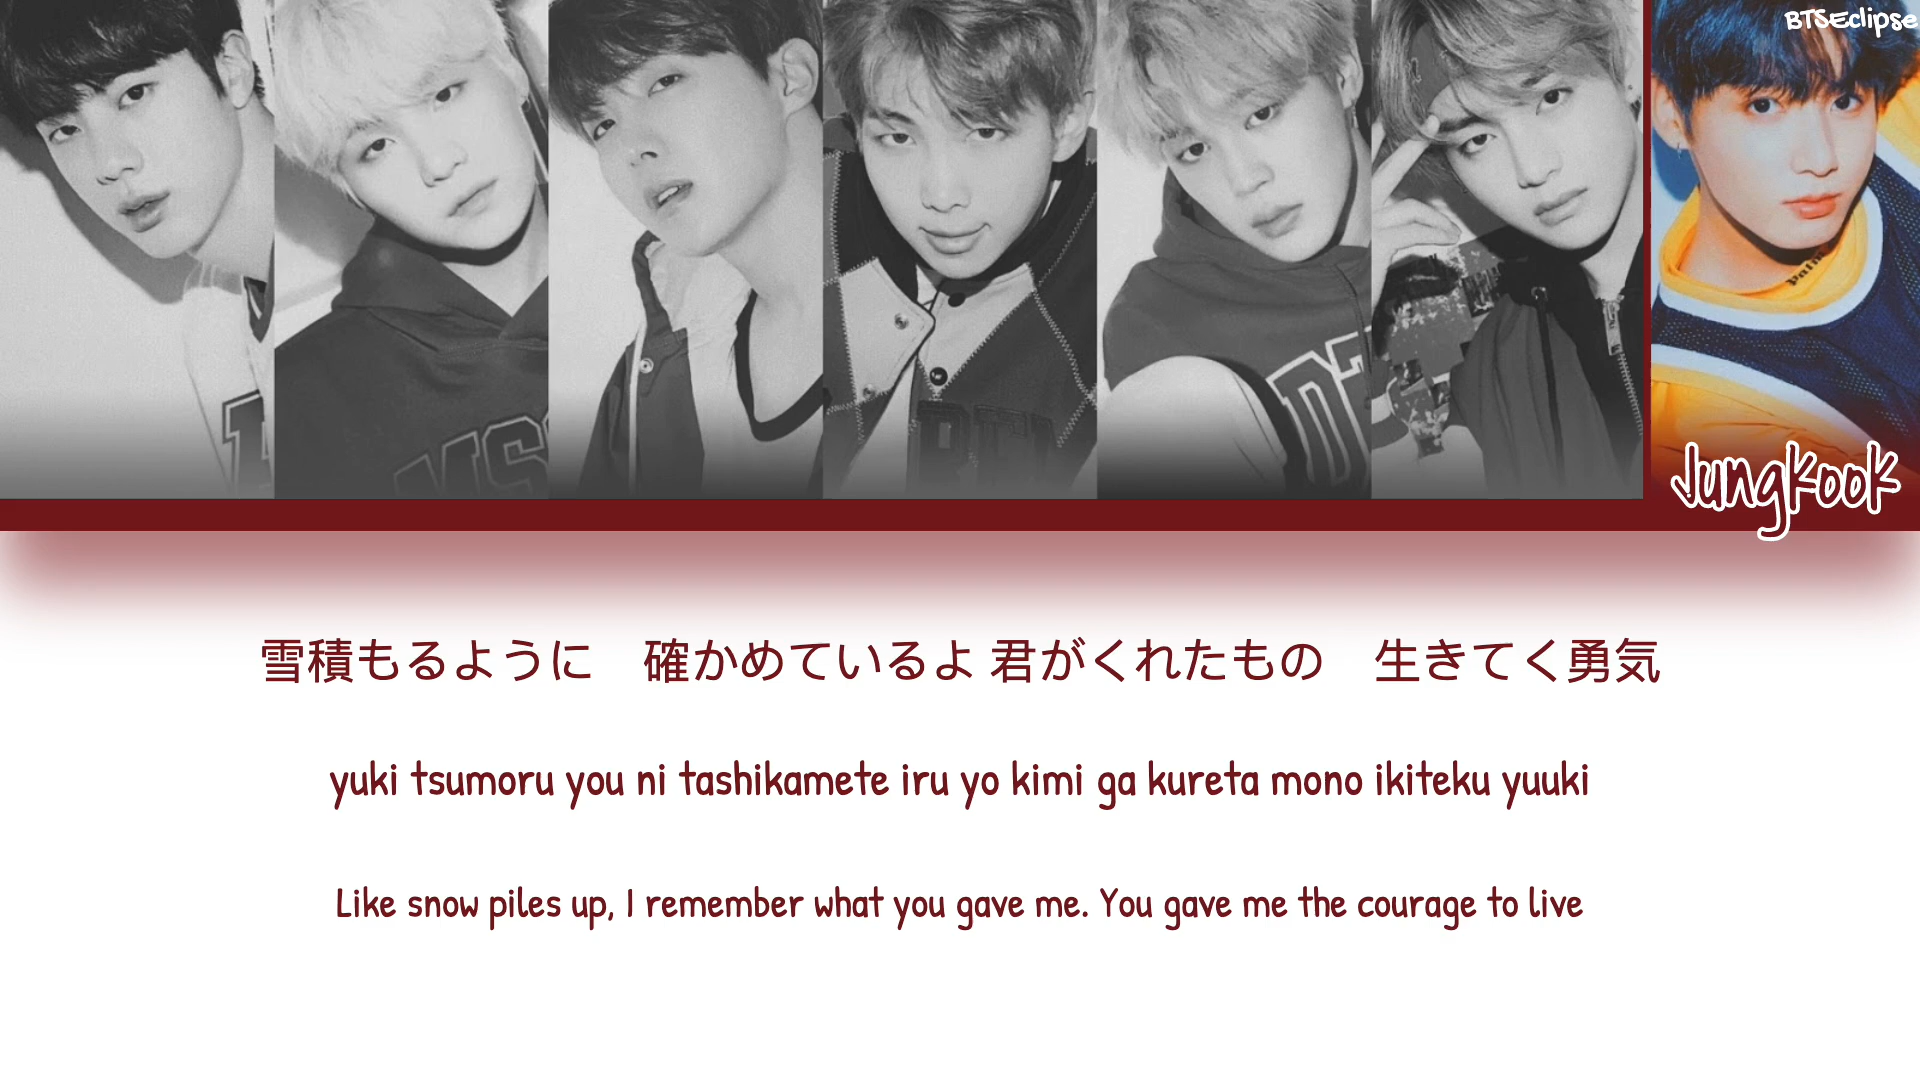 BTSEclipse
Jungkook
雪積もるように　確かめているよ 君がくれたもの　生きてく勇気
yuki tsumoru you ni tashikamete iru yo kimi ga kureta mono ikiteku yuuki
Like snow piles up, I remember what you gave me. You gave me the courage to live